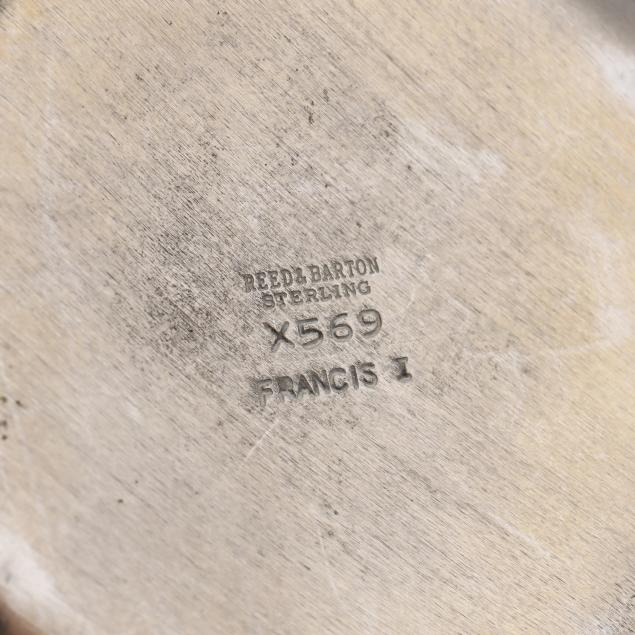 REED & BARTON
STERLING
X569
FRANCIS I